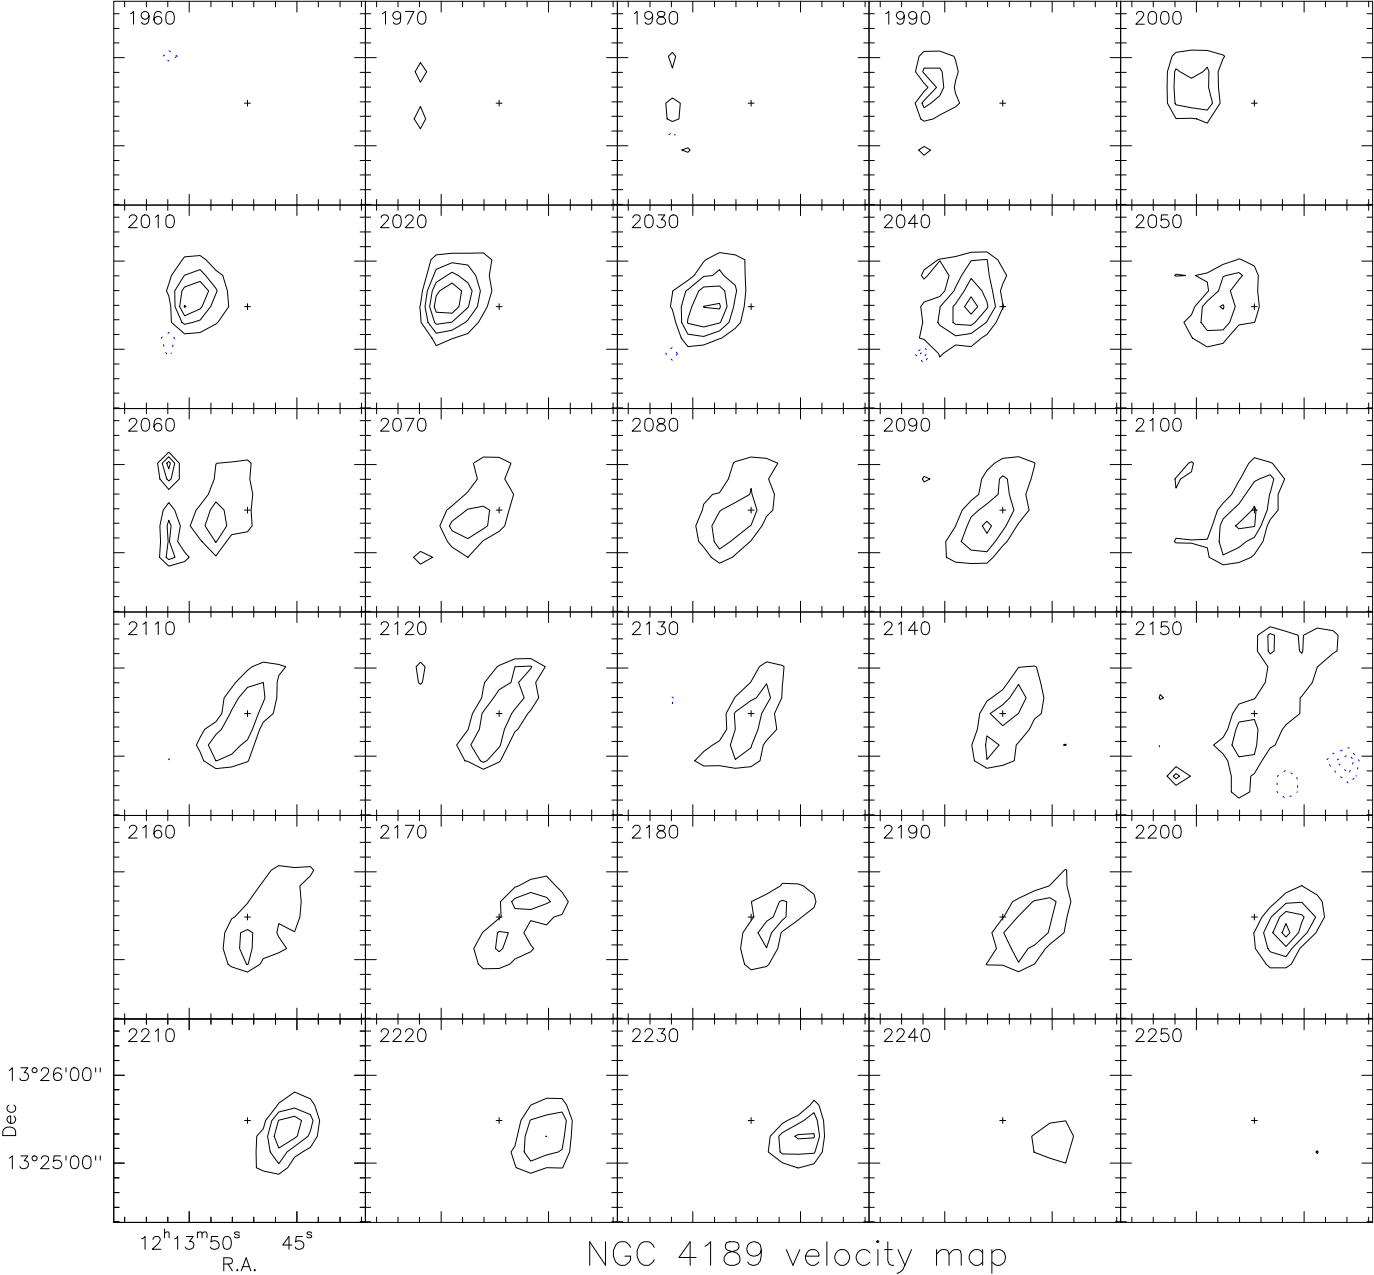 1960 1970 1980 1990 2000
2010 2020 2030 2040 2050
2060 2070 2080 2090 2100
2110 2120 2130 2140 2150
2160 2170 2180 2190 2200
2210 2220 2230 2240 2250
13°26'00"
Dec
13°25'00"
12ʰ13ᵐ50ˢ 45ˢ
R.A.
NGC 4189 velocity map